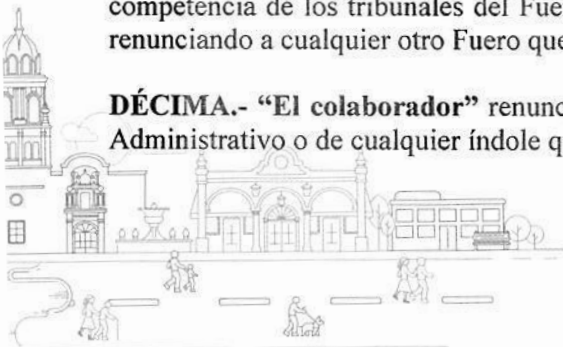 competencia de los tribunales del Fue
renunciando a cualquier otro Fuero que
DÉCIMA.- “El colaborador” renunc
Administrativo o de cualquier índole q